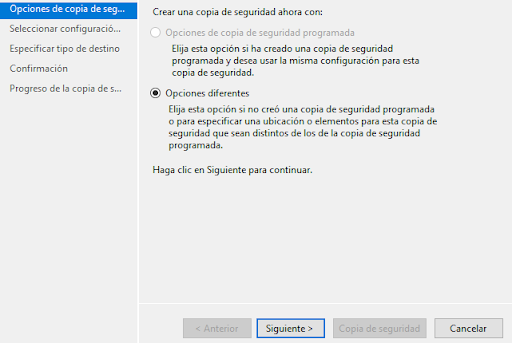 Opciones de copia de seg...
Seleccionar configuració...
Especificar tipo de destino
Confirmación
Progreso de la copia de s...
Crear una copia de seguridad ahora con:
Opciones de copia de seguridad programada
Elija esta opción si ha creado una copia de seguridad
programada y desea usar la misma configuración para esta
copia de seguridad.
Opciones diferentes
Elija esta opción si no creó una copia de seguridad programada
o para especificar una ubicación o elementos para esta copia de
seguridad que sean distintos de los de la copia de seguridad
programada.
Haga clic en Siguiente para continuar.
< Anterior
Siguiente >
Copia de seguridad
Cancelar